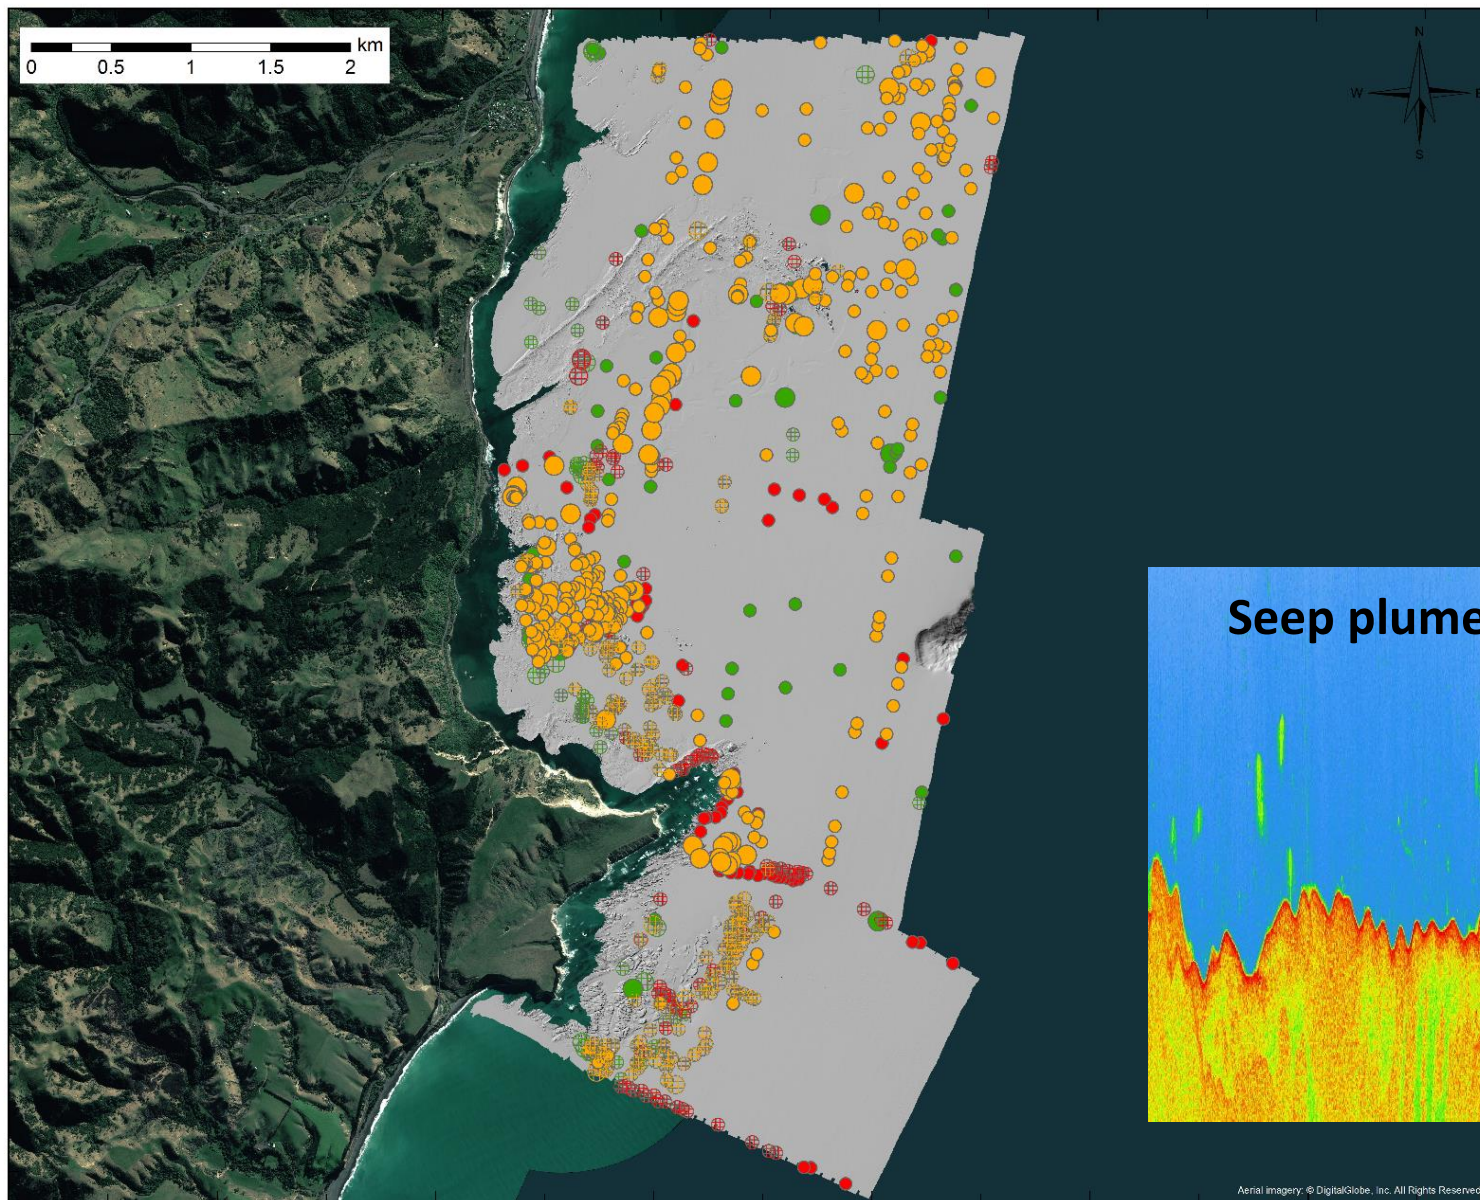 km
0 0.5 1 1.5 2
N
W E
S
Seep plume
Aerial imagery: © DigitalGlobe, Inc. All Rights Reserved